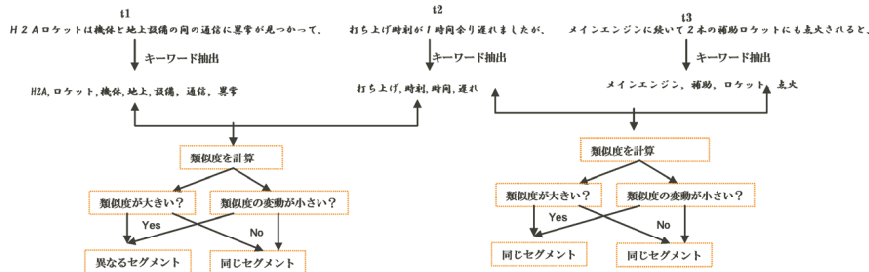 t1
t2
t3
H2Aロケットは機体と地上設備の間の通信に異常が見つかって、
打ち上げ時刻が1時間余り遅れましたが、
メインエンジンに続いて2本の補助ロケットにも点火されると、
キーワード抽出
キーワード抽出
キーワード抽出
H2A, ロケット, 機体, 地上, 設備, 通信, 異常
打ち上げ, 時刻, 時間, 遅れ
メインエンジン, 補助, ロケット, 点火
類似度を計算
類似度を計算
類似度が大きい?
類似度の変動が小さい?
類似度が大きい?
類似度の変動が小さい?
Yes
No
Yes
No
異なるセグメント
同じセグメント
同じセグメント
同じセグメント